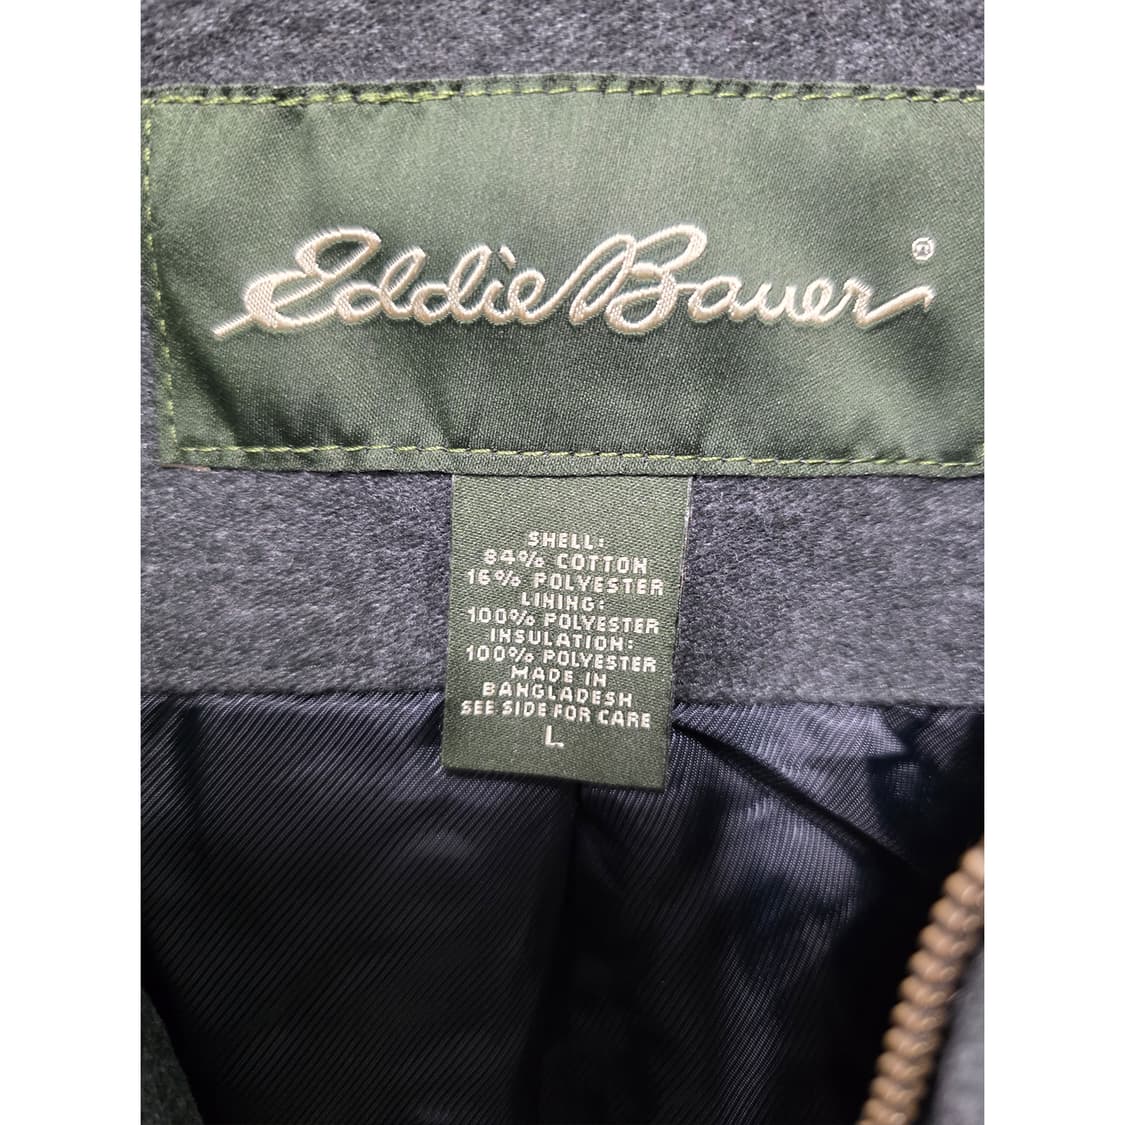 Eddie Bauer®
SHELL:
84% COTTON
16% POLYESTER
LINING:
100% POLYESTER
INSULATION:
100% POLYESTER
MADE IN
BANGLADESH
SEE SIDE FOR CARE
L